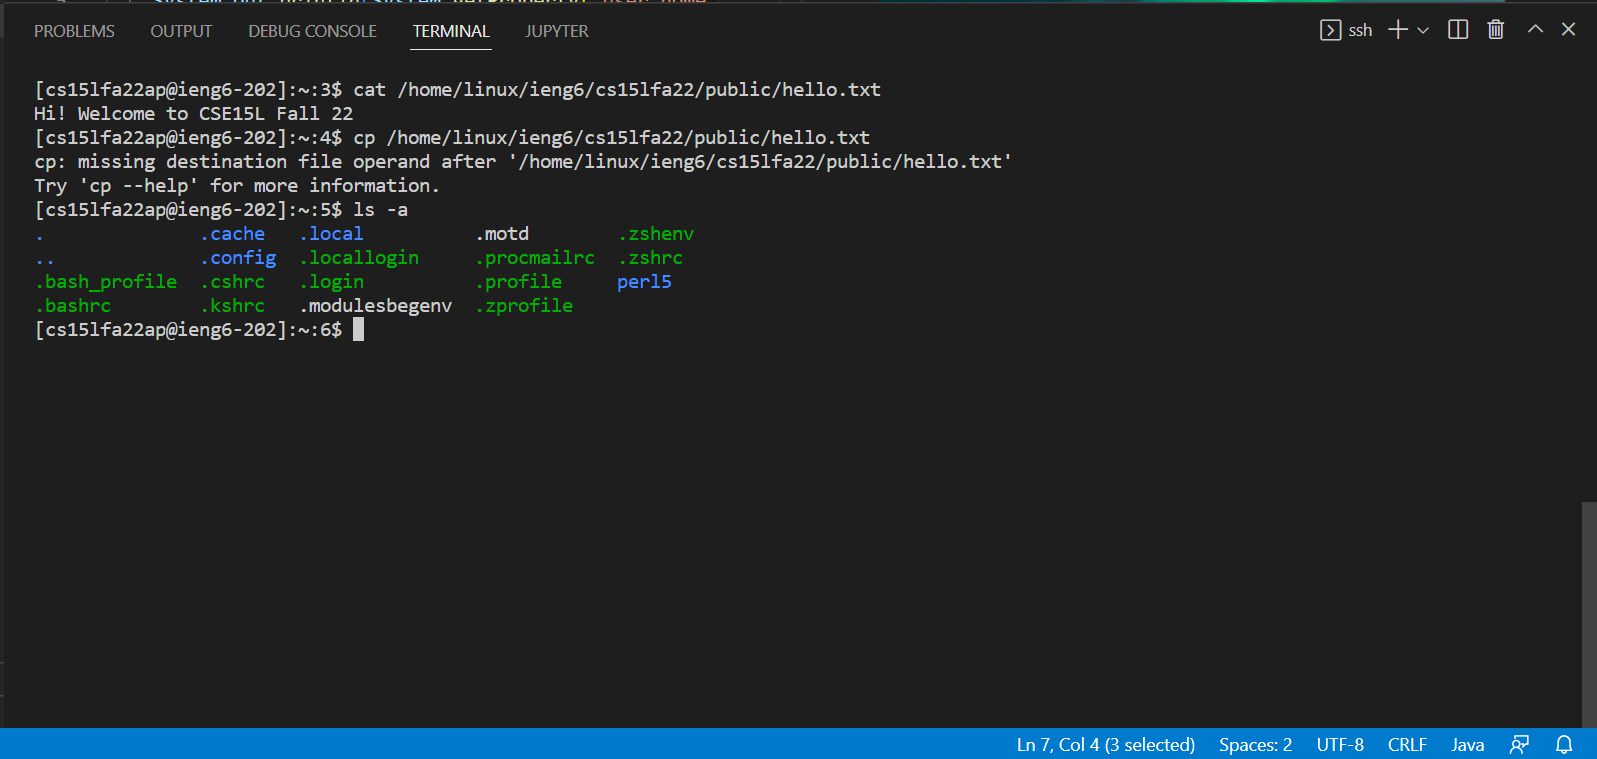 PROBLEMS OUTPUT DEBUG CONSOLE TERMINAL JUPYTER ssh
[cs15lfa22ap@ieng6-202]:~:3$ cat /home/linux/ieng6/cs15lfa22/public/hello.txt
Hi! Welcome to CSE15L Fall 22
[cs15lfa22ap@ieng6-202]:~:4$ cp /home/linux/ieng6/cs15lfa22/public/hello.txt
cp: missing destination file operand after '/home/linux/ieng6/cs15lfa22/public/hello.txt'
Try 'cp --help' for more information.
[cs15lfa22ap@ieng6-202]:~:5$ ls -a
. .cache .local .motd .zshenv
.. .config .locallogin .procmailrc .zshrc
.bash_profile .cshrc .login .profile perl5
.bashrc .kshrc .modulesbegenv .zprofile
[cs15lfa22ap@ieng6-202]:~:6$
Ln 7, Col 4 (3 selected) Spaces: 2 UTF-8 CRLF Java